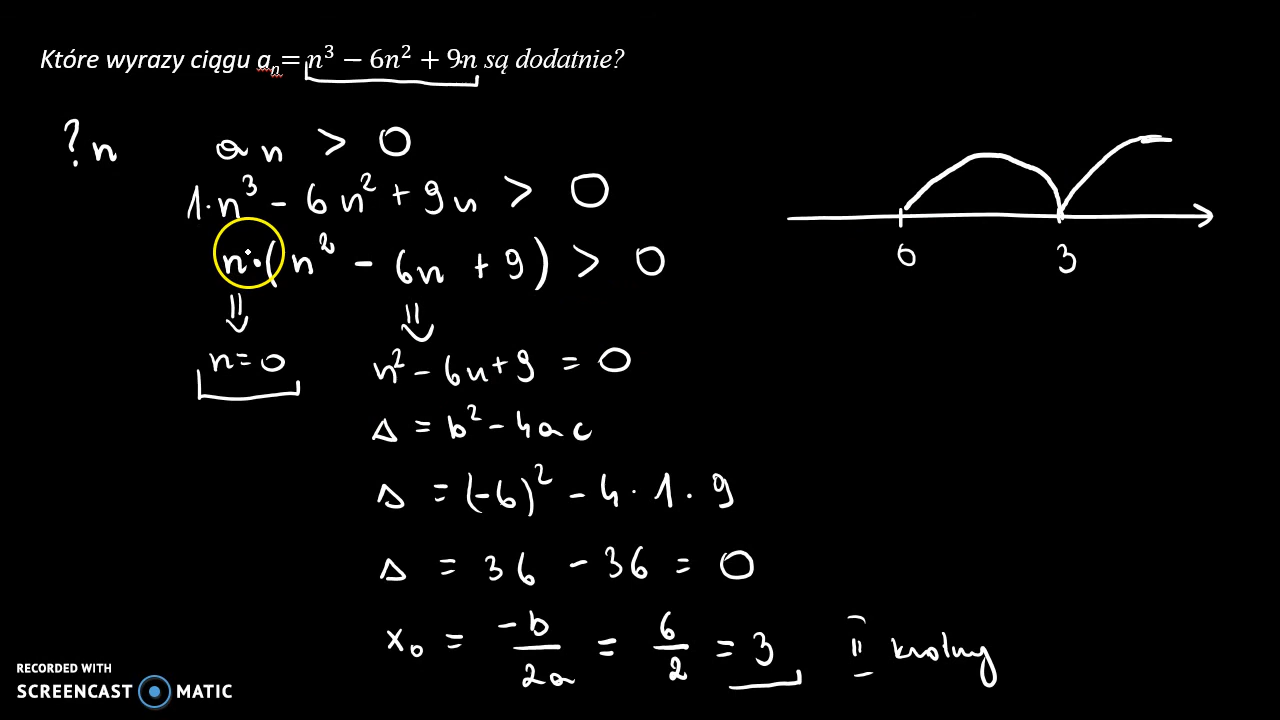 Które wyrazy ciągu aₙ= n³ − 6n² + 9n są dodatnie?
? n
an > 0
1·n³ - 6n² + 9n > 0
n·(n² - 6n + 9) > 0
0 3
⇓ ⇓
n=0
n² - 6n + 9 = 0
Δ = b² - 4ac
Δ = (-6)² - 4·1·9
Δ = 36 - 36 = 0
x₀ = -b/2a = 6/2 = 3 II krotny
RECORDED WITH
SCREENCAST MATIC